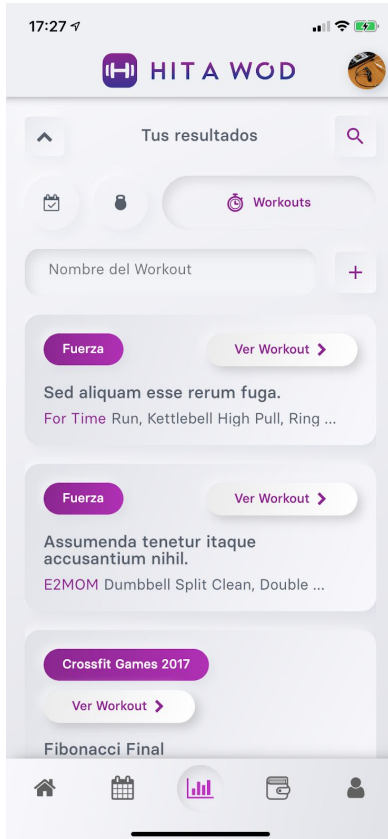 17:27
HIT A WOD
Tus resultados
Workouts
Nombre del Workout
Fuerza
Ver Workout
Sed aliquam esse rerum fuga.
For Time Run, Kettlebell High Pull, Ring ...
Fuerza
Ver Workout
Assumenda tenetur itaque
accusantium nihil.
E2MOM Dumbbell Split Clean, Double ...
Crossfit Games 2017
Ver Workout
Fibonacci Final